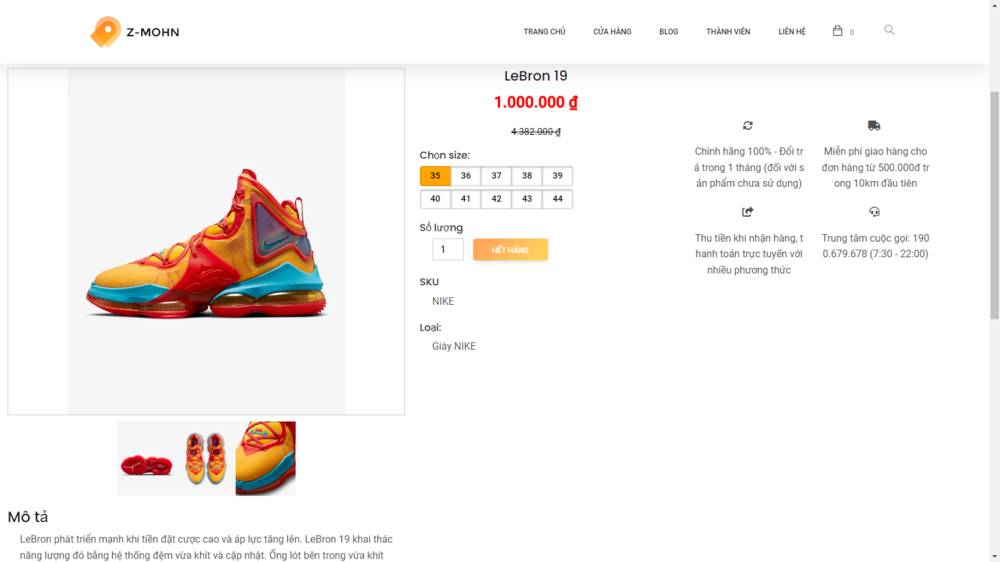 Z-MOHN
TRANG CHỦ
CỬA HÀNG
BLOG
THÀNH VIÊN
LIÊN HỆ
0
LeBron 19
1.000.000 ₫
4.382.000 ₫
Chọn size:
35 36 37 38 39
40 41 42 43 44
Số lượng
1
HẾT HÀNG
SKU
NIKE
Loại:
Giày NIKE
Chính hãng 100% - Đổi tr
ả trong 1 tháng (đối với s
ản phẩm chưa sử dụng)
Miễn phí giao hàng cho
đơn hàng từ 500.000đ tr
ong 10km đầu tiên
Thu tiền khi nhận hàng, t
hanh toán trực tuyến với
nhiều phương thức
Trung tâm cuộc gọi: 190
0.679.678 (7:30 - 22:00)
Mô tả
LeBron phát triển mạnh khi tiền đặt cược cao và áp lực tăng lên. LeBron 19 khai thác
năng lượng đó bằng hệ thống đệm vừa khít và cập nhật. Ống lót bên trong vừa khít